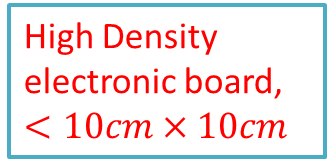 High Density
electronic board,
< 10cm × 10cm